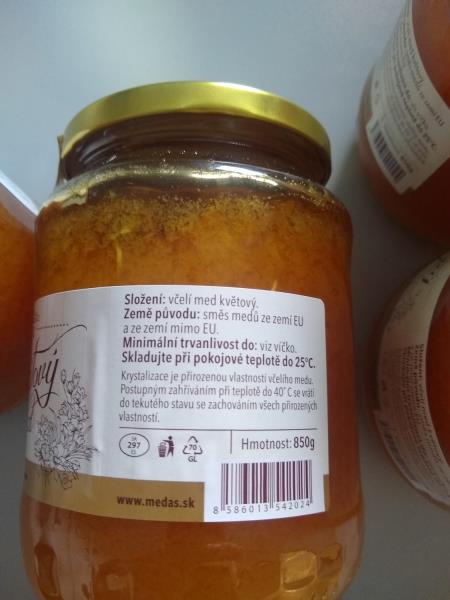 Složení: včelí med květový.
Země původu: směs medů ze zemí EU
a ze zemí mimo EU.
Minimální trvanlivost do: viz víčko.
Skladujte při pokojové teplotě do 25°C.
Krystalizace je přirozenou vlastností včelího medu.
Postupným zahříváním při teplotě do 40°C se vrátí
do tekutého stavu se zachováním všech přirozených
vlastností.
SK
297
ES
70
GL
Hmotnost: 850g
www.medas.sk
8 586013 542024